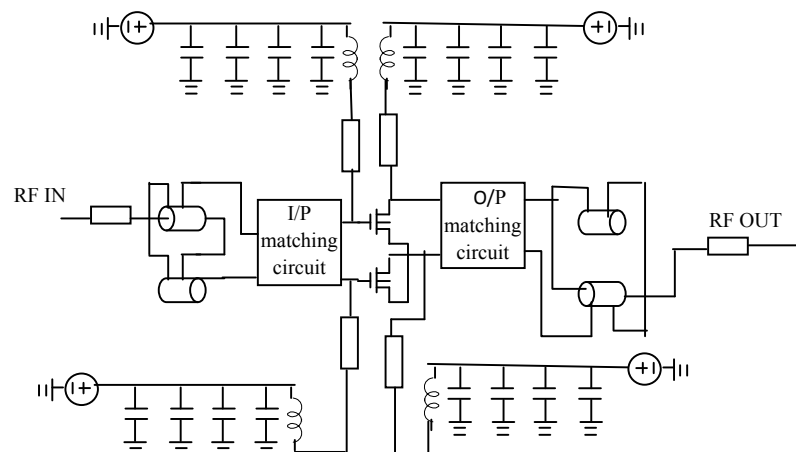 RF IN
I/P
matching
circuit
O/P
matching
circuit
RF OUT